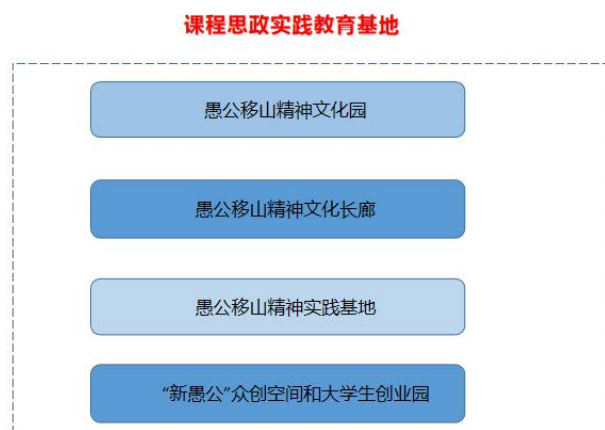 课程思政实践教育基地
愚公移山精神文化园
愚公移山精神文化长廊
愚公移山精神实践基地
“新愚公”众创空间和大学生创业园